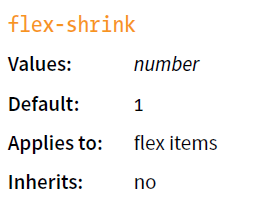 flex-shrink
Values: number
Default: 1
Applies to: flex items
Inherits: no